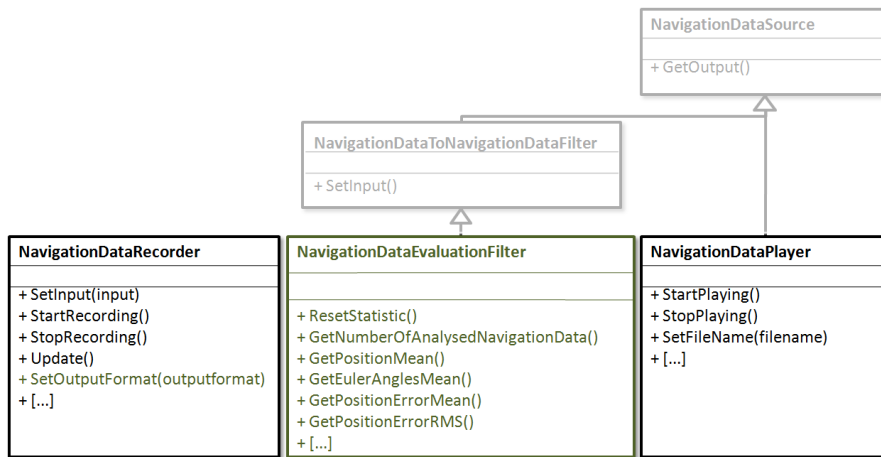 NavigationDataSource
+ GetOutput()
NavigationDataToNavigationDataFilter
+ SetInput()
NavigationDataRecorder
+ SetInput(input)
+ StartRecording()
+ StopRecording()
+ Update()
+ SetOutputFormat(outputformat)
+ [...]
NavigationDataEvaluationFilter
+ ResetStatistic()
+ GetNumberOfAnalysedNavigationData()
+ GetPositionMean()
+ GetEulerAnglesMean()
+ GetPositionErrorMean()
+ GetPositionErrorRMS()
+ [...]
NavigationDataPlayer
+ StartPlaying()
+ StopPlaying()
+ SetFileName(filename)
+ [...]